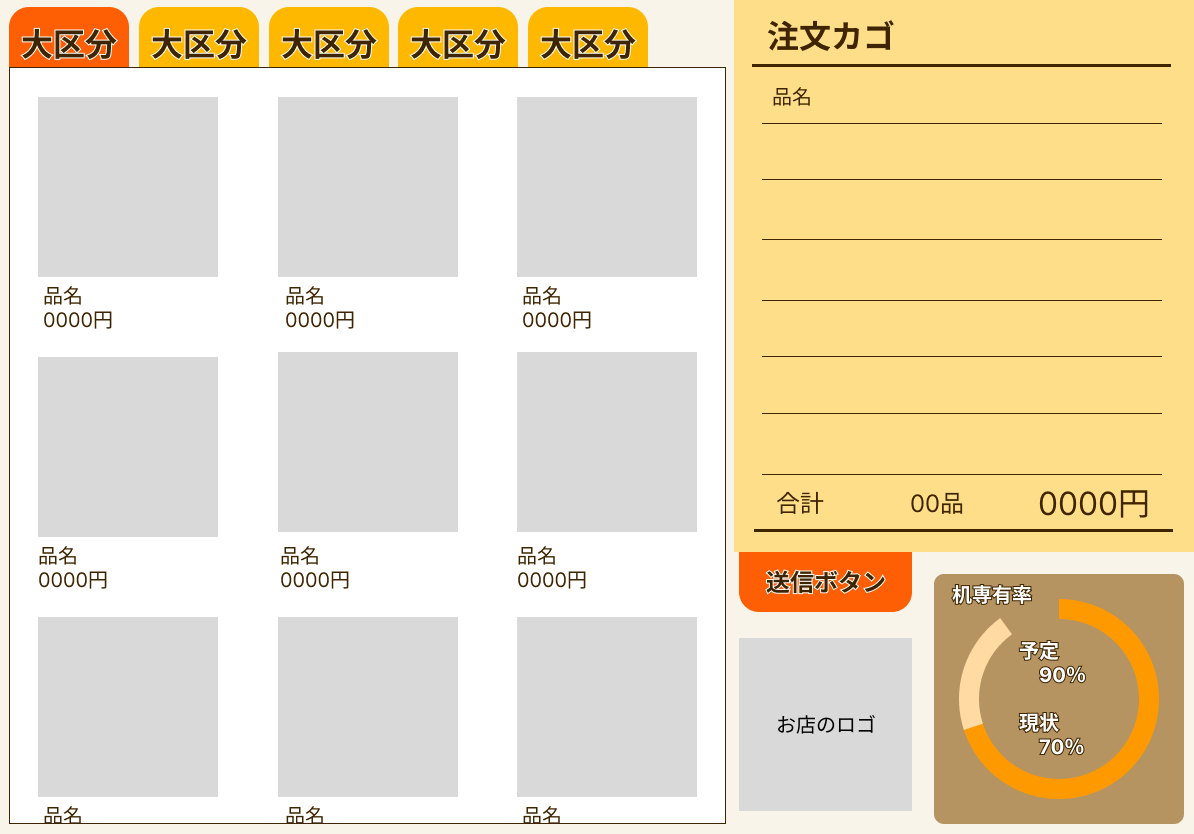 大区分
大区分
大区分
大区分
大区分
品名
0000円
品名
0000円
品名
0000円
品名
0000円
品名
0000円
品名
0000円
品名
品名
品名
注文カゴ
品名
合計 00品 0000円
送信ボタン
お店のロゴ
机専有率
予定
90%
現状
70%